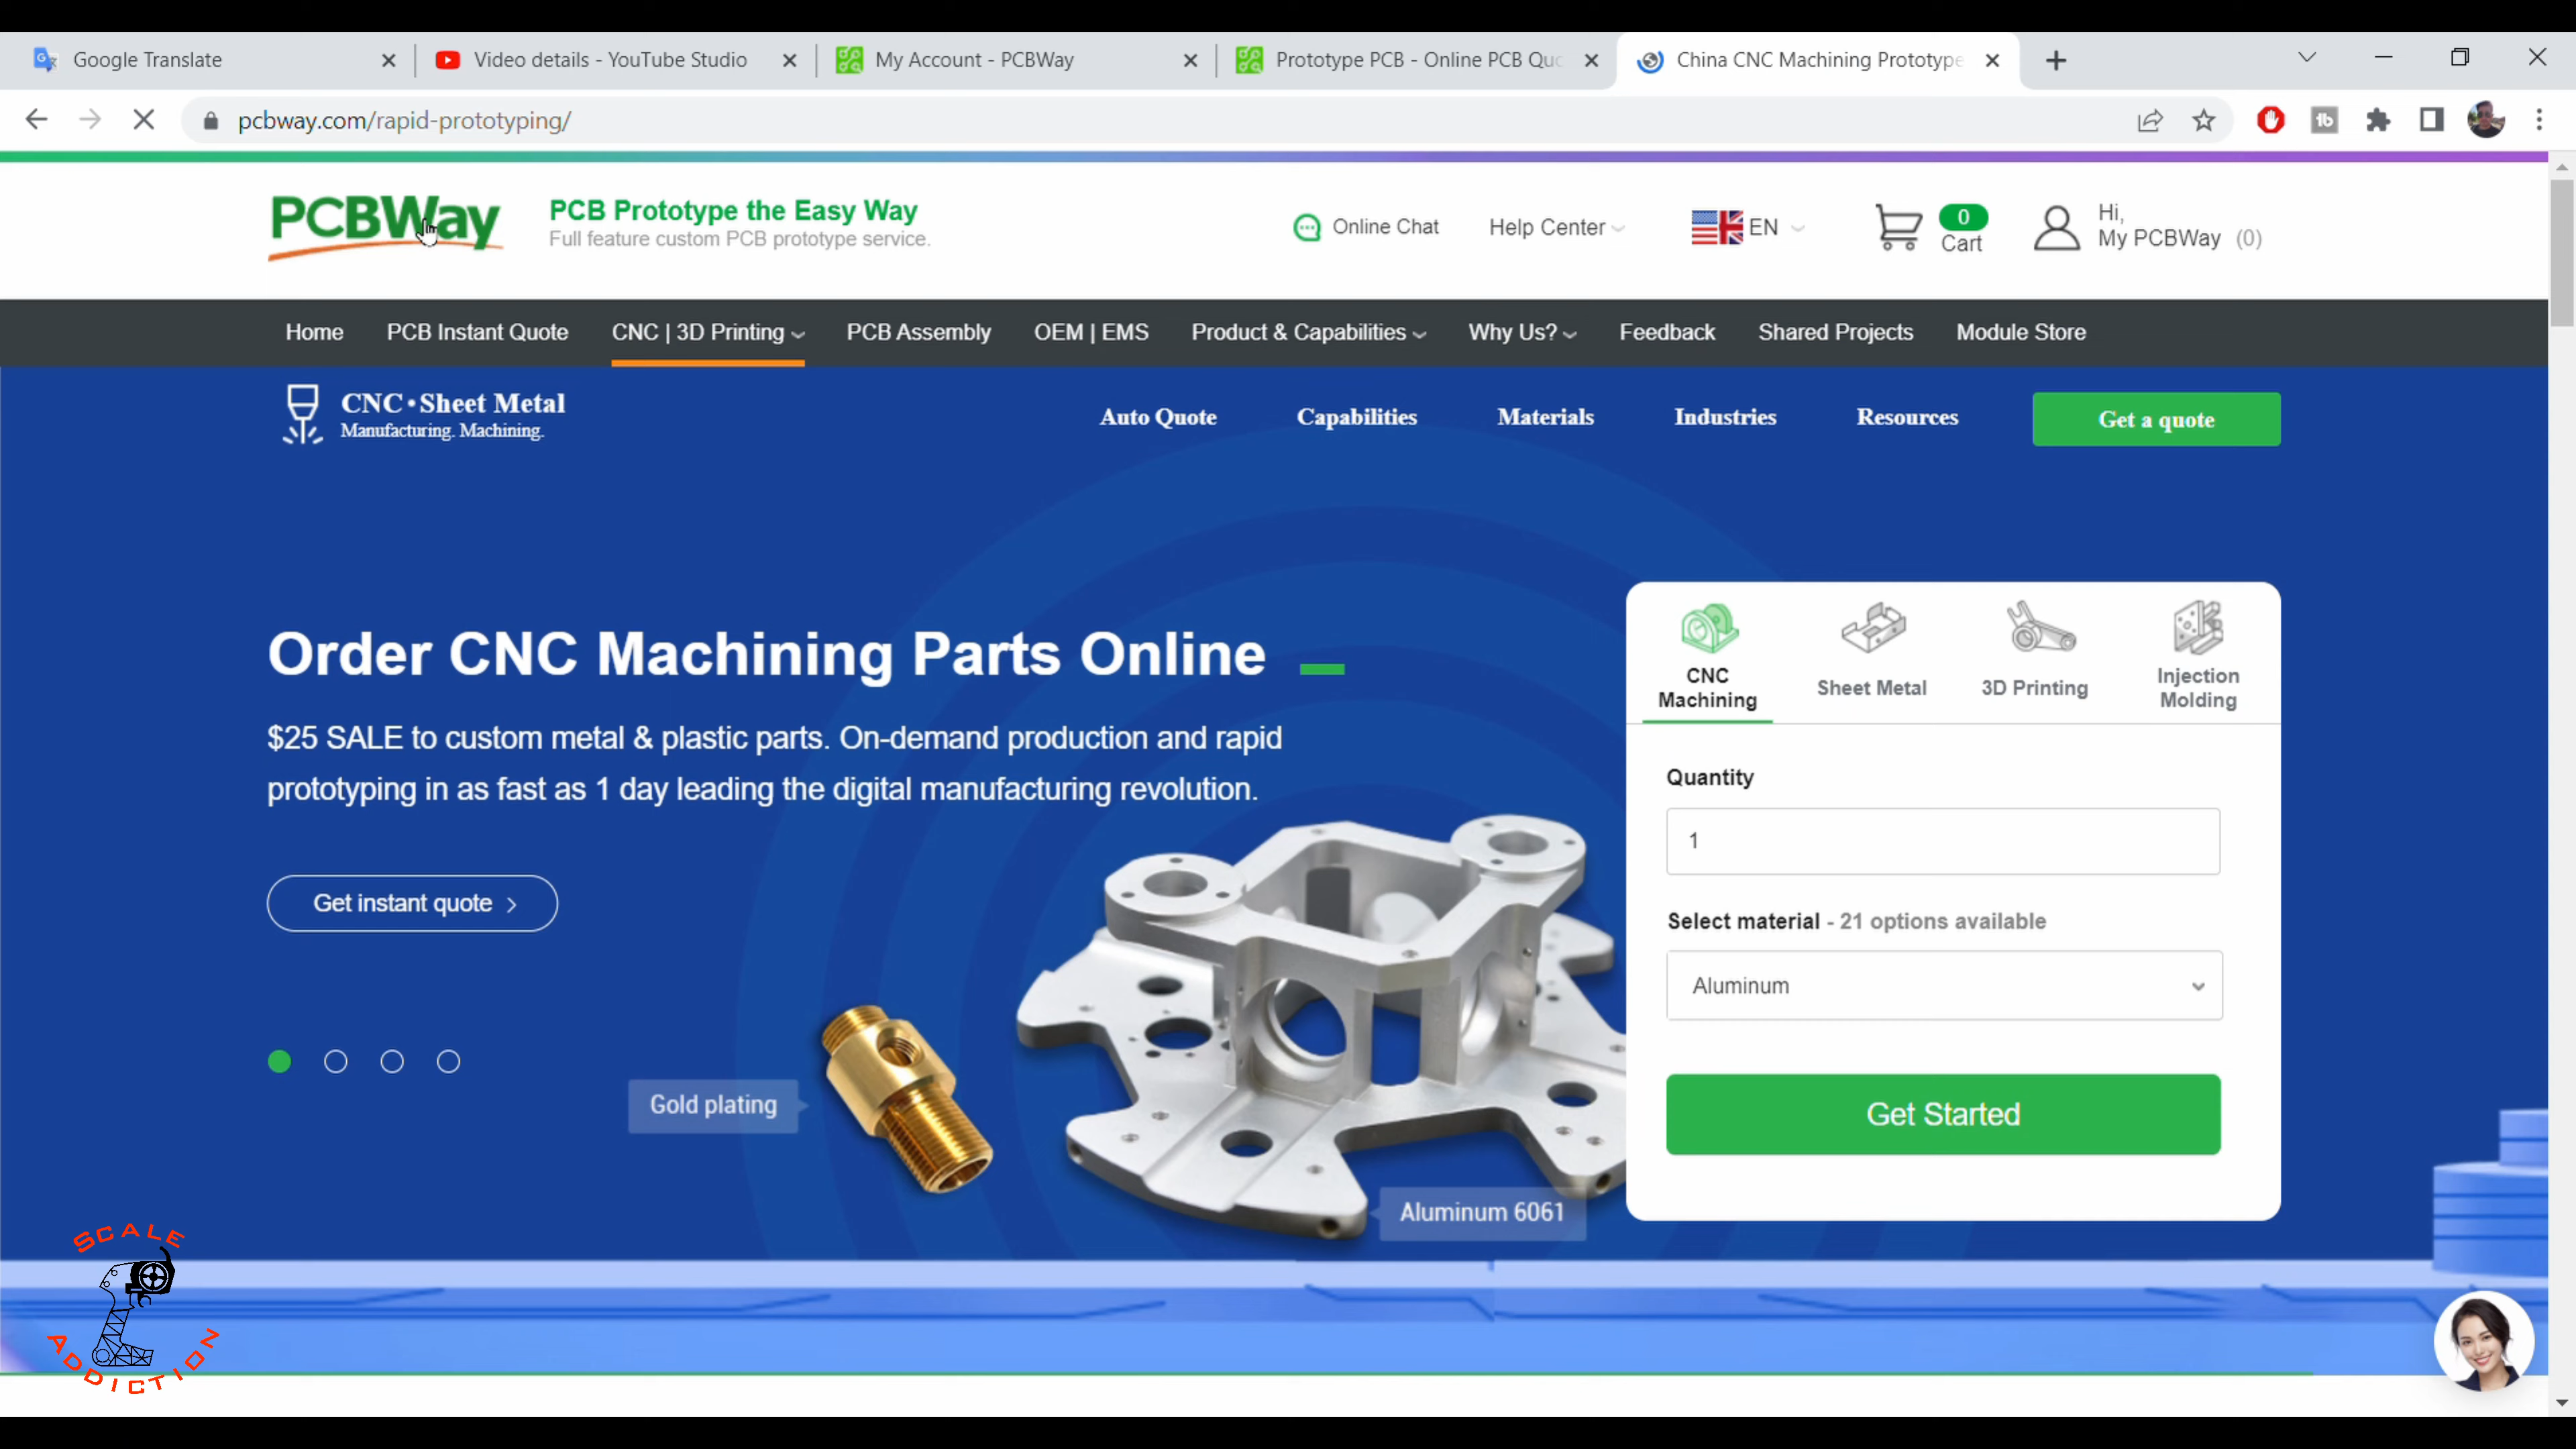 Google Translate
Video details - YouTube Studio
My Account - PCBWay
Prototype PCB - Online PCB Quo
China CNC Machining Prototype
pcbway.com/rapid-prototyping/
PCBWay
PCB Prototype the Easy Way
Full feature custom PCB prototype service.
Online Chat
Help Center
EN
0
Cart
Hi,
My PCBWay (0)
Home
PCB Instant Quote
CNC | 3D Printing
PCB Assembly
OEM | EMS
Product & Capabilities
Why Us?
Feedback
Shared Projects
Module Store
CNC • Sheet Metal
Manufacturing. Machining.
Auto Quote
Capabilities
Materials
Industries
Resources
Get a quote
Order CNC Machining Parts Online
$25 SALE to custom metal & plastic parts. On-demand production and rapid
prototyping in as fast as 1 day leading the digital manufacturing revolution.
Get instant quote >
Gold plating
Aluminum 6061
CNC
Machining
Sheet Metal
3D Printing
Injection
Molding
Quantity
1
Select material - 21 options available
Aluminum
Get Started
SCALE
ADDICTION